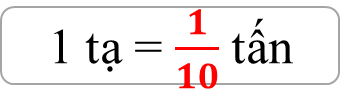 1 tạ = 1/10 tấn